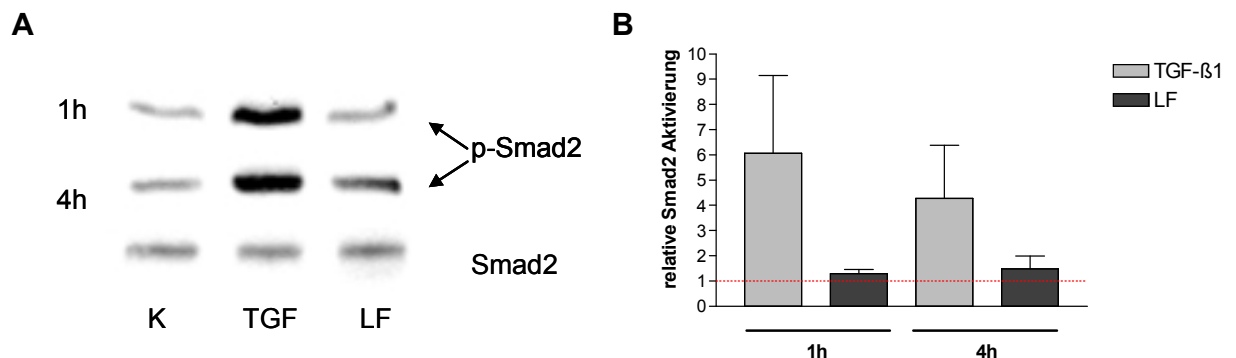 A
1h
p-Smad2
4h
Smad2
K TGF LF
B
relative Smad2 Aktivierung
10
9
8
7
6
5
4
3
2
1
0
1h 4h
TGF-ß1
LF